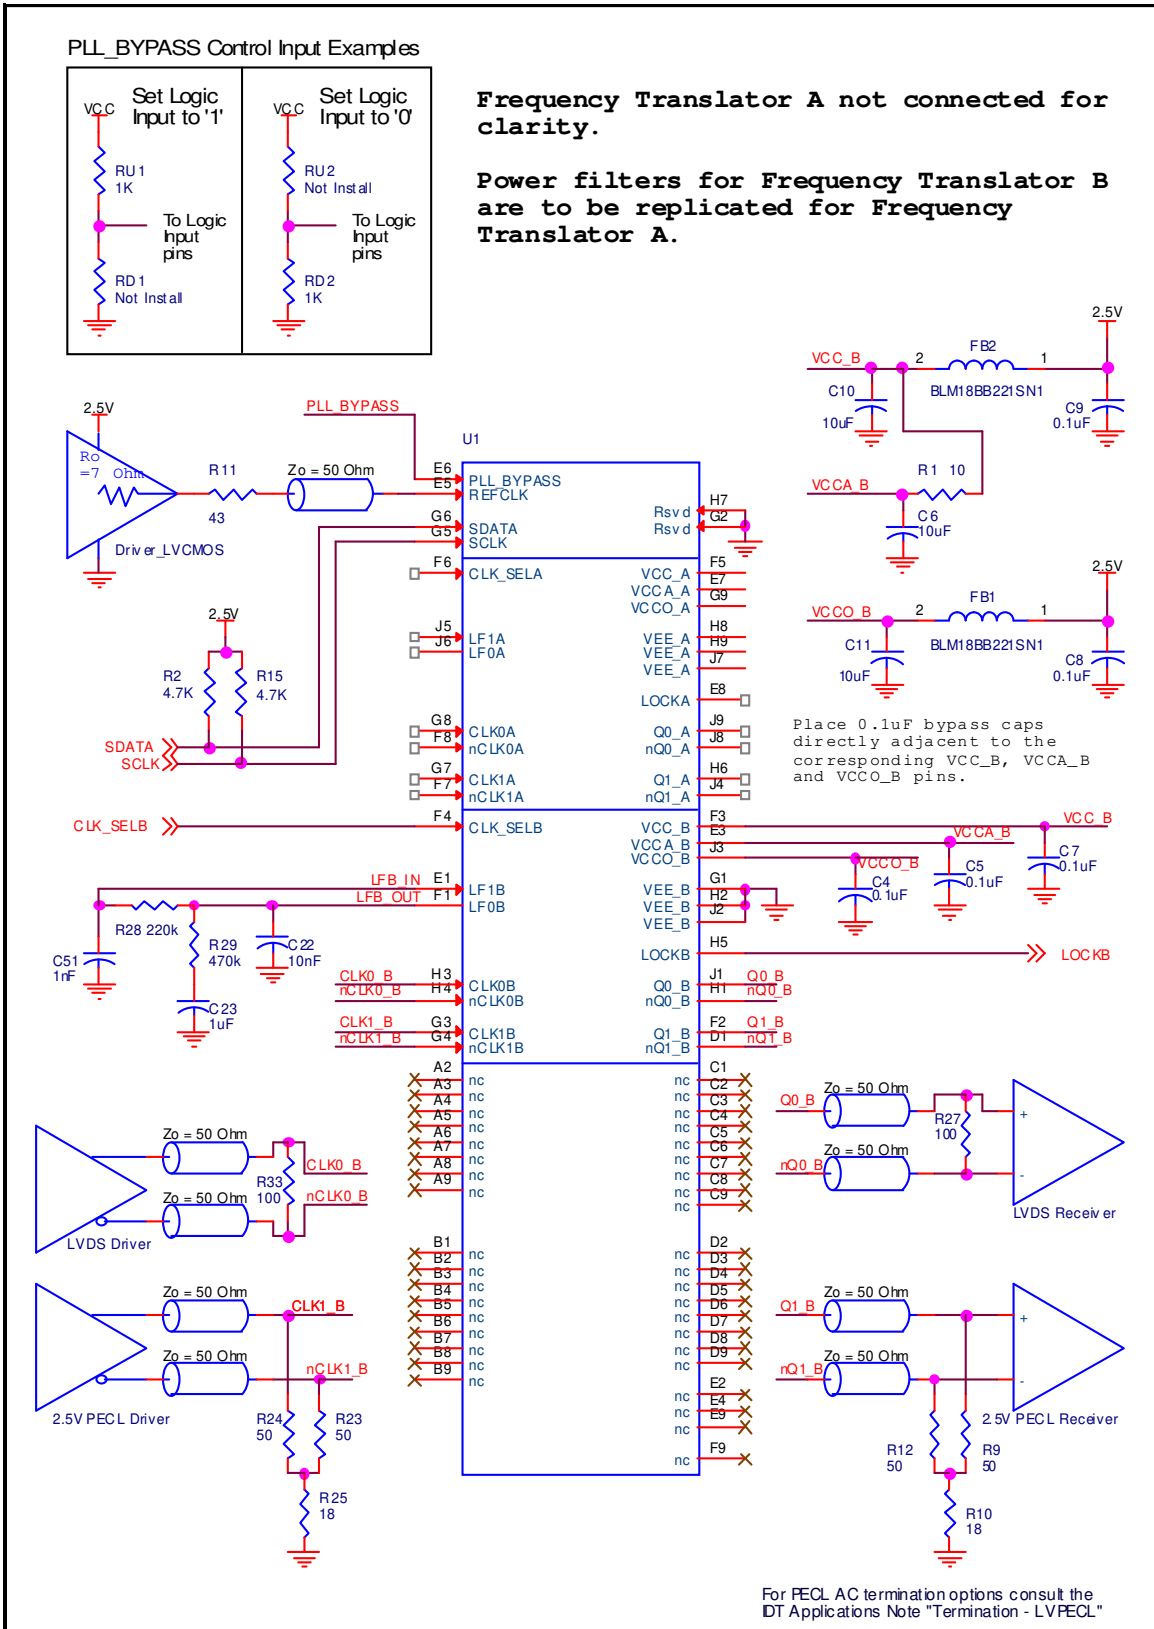 PLL_BYPASS Control Input Examples
VCC
Set Logic
Input to '1'
RU1
1K
To Logic
Input
pins
RD1
Not Install
VCC
Set Logic
Input to '0'
RU2
Not Install
To Logic
Input
pins
RD2
1K
Frequency Translator A not connected for
clarity.
Power filters for Frequency Translator B
are to be replicated for Frequency
Translator A.
2.5V
VCC_B
2
FB2
1
C10
10uF
BLM18BB221SN1
C9
0.1uF
R1 10
VCCA_B
C6
10uF
2.5V
VCCO_B
2
FB1
1
C11
10uF
BLM18BB221SN1
C8
0.1uF
Place 0.1uF bypass caps
directly adjacent to the
corresponding VCC_B, VCCA_B
and VCCO_B pins.
PLL_BYPASS
2.5V
Ro
=7 Ohm
R11
43
Zo = 50 Ohm
Driver_LVCMOS
2.5V
R2
4.7K
R15
4.7K
SDATA
SCLK
CLK_SELB
LFB_IN
LFB_OUT
R28 220k
R29
470k
C22
10nF
C51
1nF
C23
1uF
CLK0_B
nCLK0_B
CLK1_B
nCLK1_B
U1
E6
PLL_BYPASS
E5
REFCLK
G6
SDATA
G5
SCLK
F6
CLK_SELA
J5
LF1A
J6
LF0A
G8
CLK0A
F8
nCLK0A
G7
CLK1A
F7
nCLK1A
F4
CLK_SELB
E1
LF1B
F1
LF0B
H3
CLK0B
H4
nCLK0B
G3
CLK1B
G4
nCLK1B
A2
nc
A3
nc
A4
nc
A5
nc
A6
nc
A7
nc
A8
nc
A9
nc
B1
nc
B2
nc
B3
nc
B4
nc
B5
nc
B6
nc
B7
nc
B8
nc
B9
nc
Rsvd
H7
Rsvd
G2
VCC_A
F5
VCCA_A
E7
VCCO_A
G9
VEE_A
H8
VEE_A
H9
VEE_A
J7
LOCKA
E8
Q0_A
J9
nQ0_A
J8
Q1_A
H6
nQ1_A
J4
VCC_B
F3
VCCA_B
E3
VCCO_B
J3
VEE_B
G1
VEE_B
H2
VEE_B
J2
LOCKB
H5
Q0_B
J1
nQ0_B
H1
Q1_B
F2
nQ1_B
D1
nc
C1
nc
C2
nc
C3
nc
C4
nc
C5
nc
C6
nc
C7
nc
C8
nc
C9
nc
D2
nc
D3
nc
D4
nc
D5
nc
D6
nc
D7
nc
D8
nc
D9
nc
E2
nc
E4
nc
E9
nc
F9
VCC_B
VCCA_B
VCCO_B
C7
0.1uF
C5
0.1uF
C4
0.1uF
LOCKB
Q0_B
nQ0_B
Q1_B
nQ1_B
Zo = 50 Ohm
Zo = 50 Ohm
R33
100
CLK0_B
nCLK0_B
LVDS Driver
Zo = 50 Ohm
Zo = 50 Ohm
CLK1_B
nCLK1_B
2.5V PECL Driver
R24
50
R23
50
R25
18
Q0_B
Zo = 50 Ohm
nQ0_B
Zo = 50 Ohm
R27
100
+
-
LVDS Receiver
Q1_B
Zo = 50 Ohm
nQ1_B
Zo = 50 Ohm
+
-
2.5V PECL Receiver
R12
50
R9
50
R10
18
For PECL AC termination options consult the
IDT Applications Note "Termination - LVPECL"